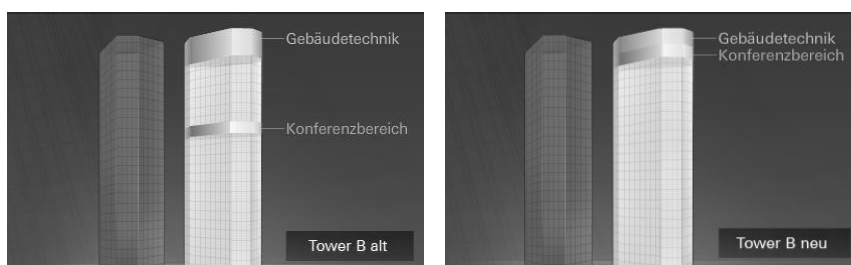 Gebäudetechnik
Konferenzbereich
Tower B alt
Gebäudetechnik
Konferenzbereich
Tower B neu